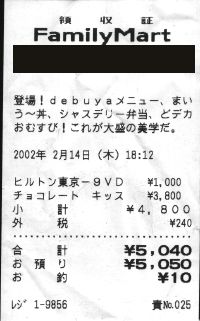 領収証
FamilyMart
登場！debuyaメニュー、まい
う〜丼、シャスデリー弁当、どデカ
おむすび！これが大盛の美学だ。
2002年 2月14日（木）18:12
ヒルトン東京－９ＶＤ ¥1,000
チョコレート キッス ¥3,800
小 計 ¥4,800
外 税 ¥240
合 計 ¥5,040
お 預 り ¥5,050
お 釣 ¥10
ﾚｼﾞ 1-9856 責No.025